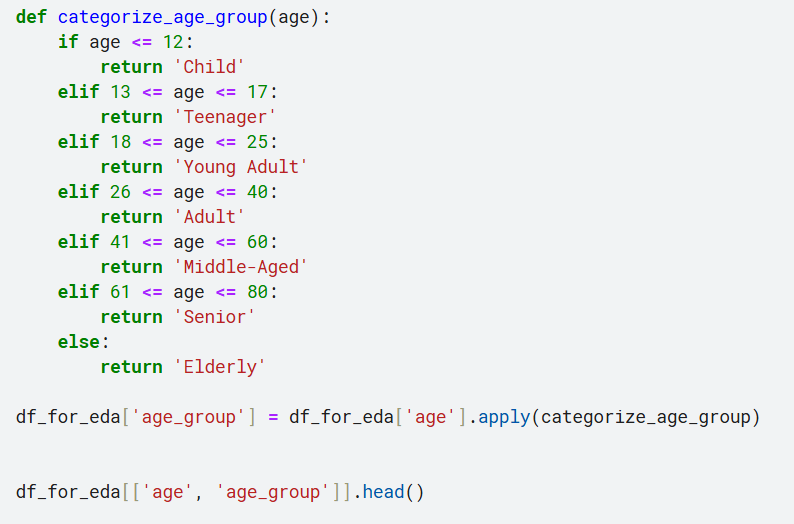 def categorize_age_group(age):
    if age <= 12:
        return 'Child'
    elif 13 <= age <= 17:
        return 'Teenager'
    elif 18 <= age <= 25:
        return 'Young Adult'
    elif 26 <= age <= 40:
        return 'Adult'
    elif 41 <= age <= 60:
        return 'Middle-Aged'
    elif 61 <= age <= 80:
        return 'Senior'
    else:
        return 'Elderly'
df_for_eda['age_group'] = df_for_eda['age'].apply(categorize_age_group)
df_for_eda[['age', 'age_group']].head()